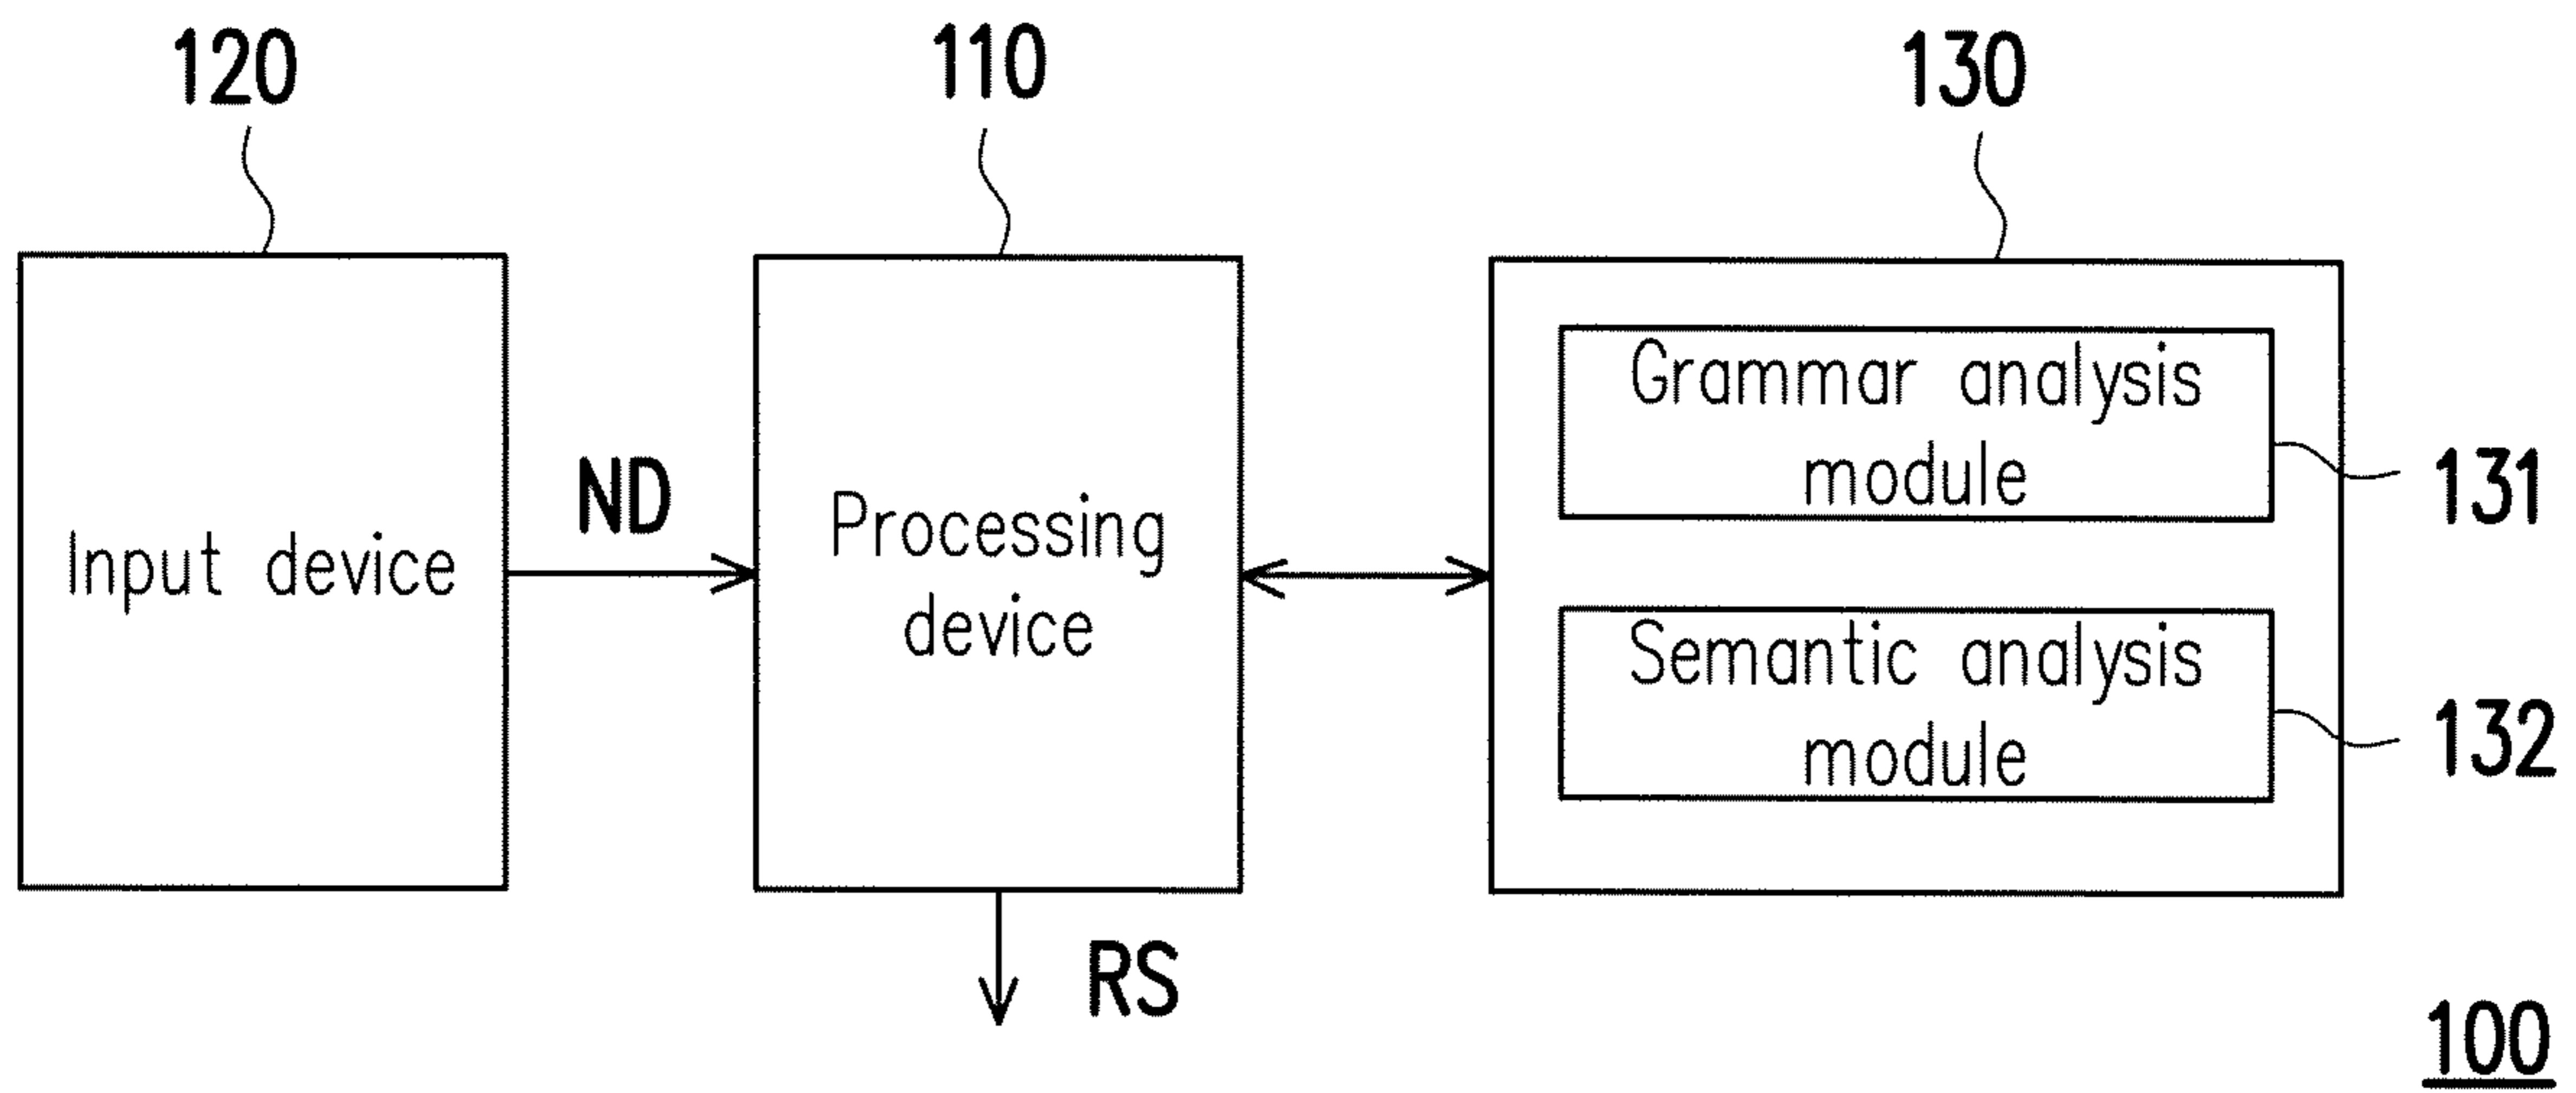 120
110
130
Input device
ND
Processing
device
Grammar analysis
module
131
Semantic analysis
module
132
RS
100